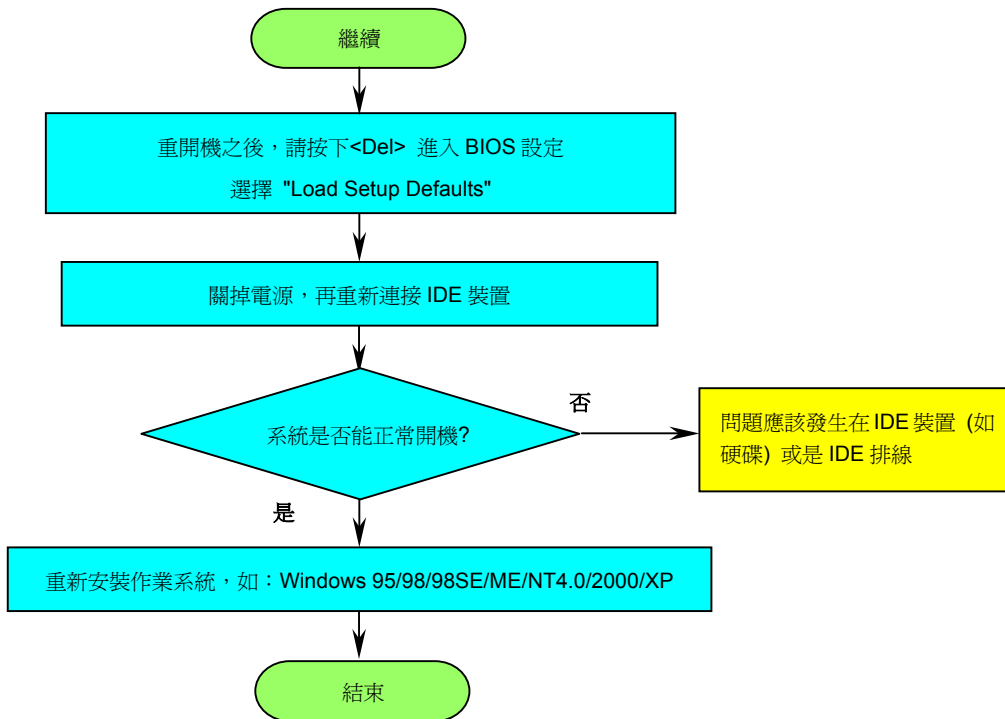 繼續
重開機之後，請按下<Del> 進入 BIOS 設定
選擇 "Load Setup Defaults"
關掉電源，再重新連接 IDE 裝置
系統是否能正常開機?
否
問題應該發生在 IDE 裝置 (如
硬碟) 或是 IDE 排線
是
重新安裝作業系統，如：Windows 95/98/98SE/ME/NT4.0/2000/XP
結束